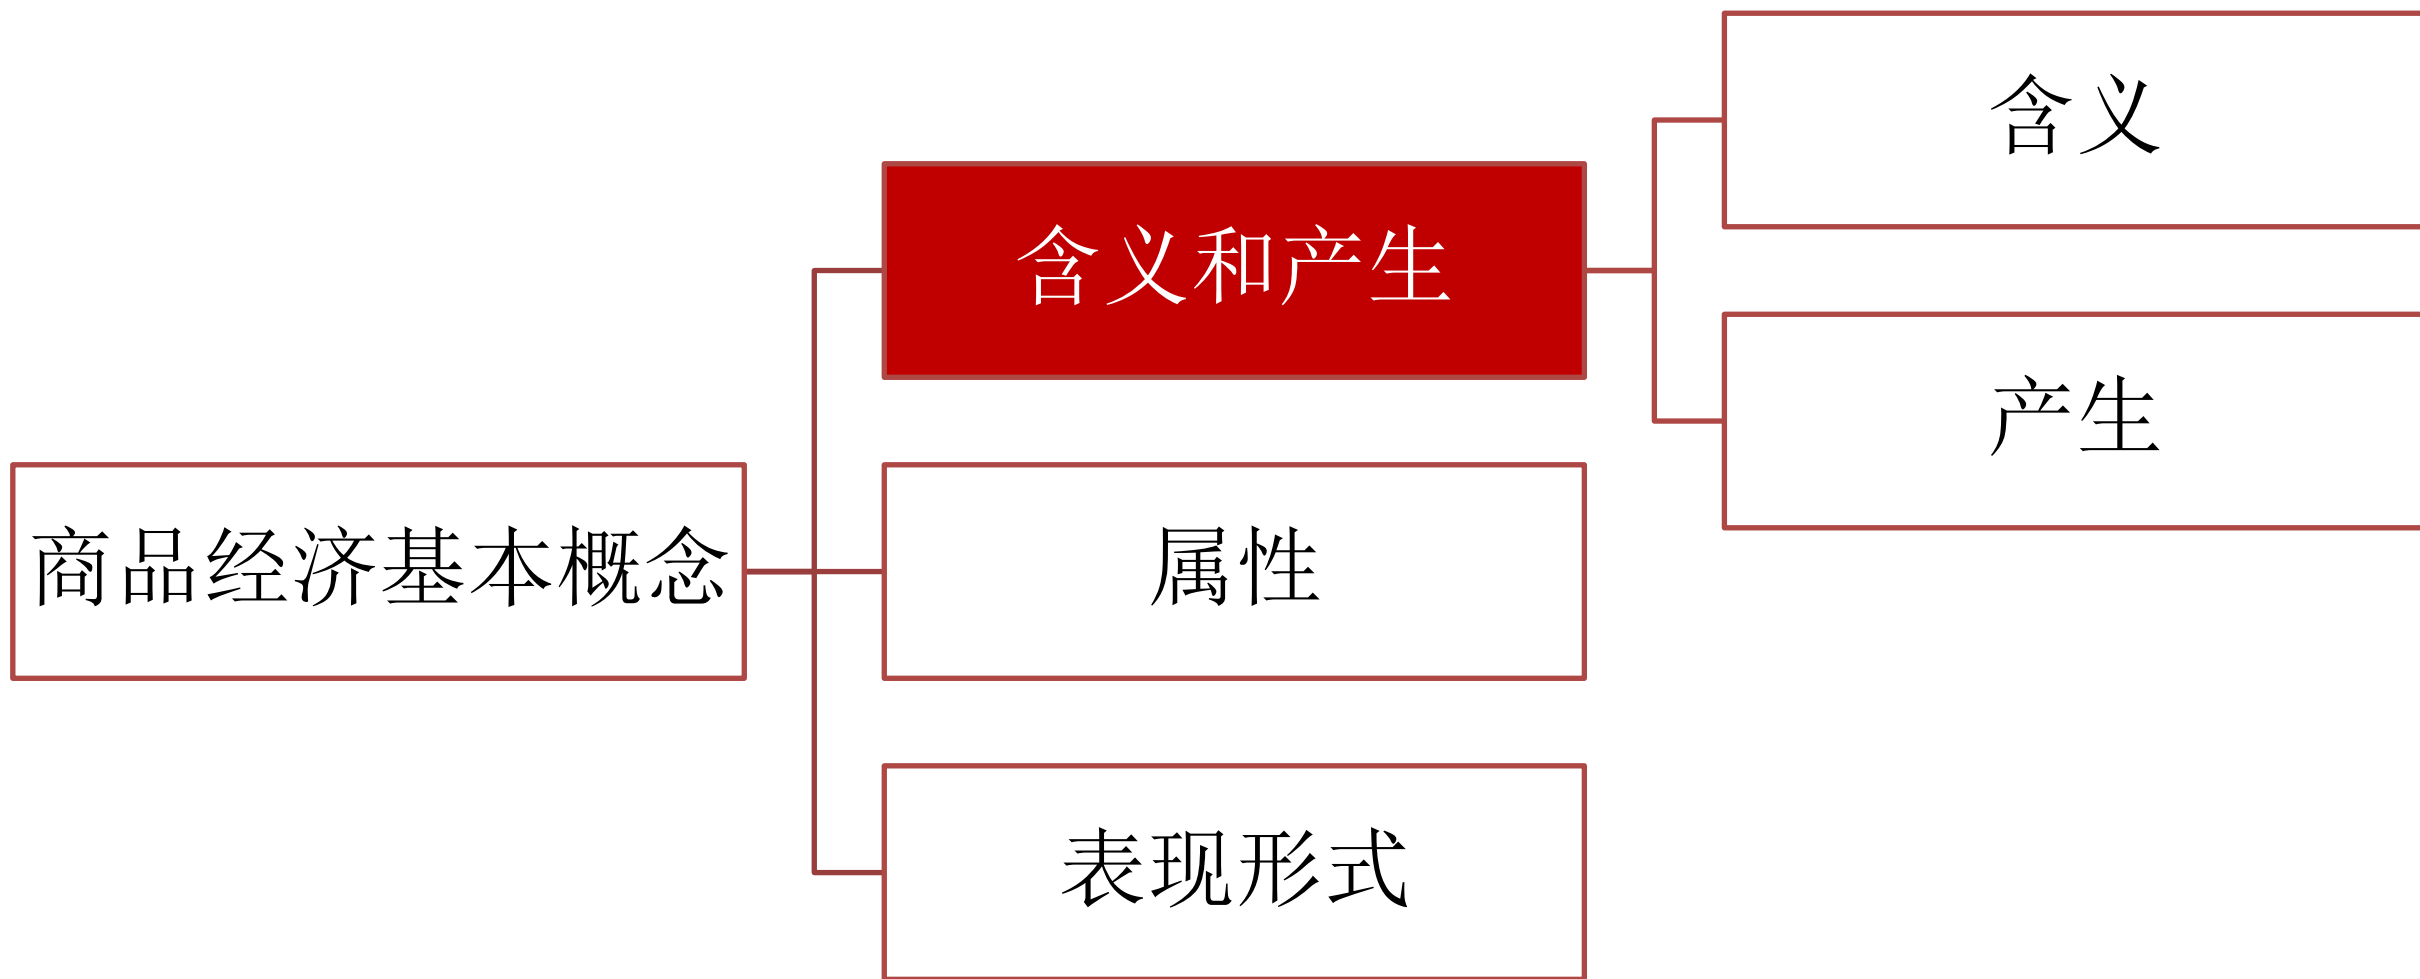 商品经济基本概念
含义和产生
含义
产生
属性
表现形式